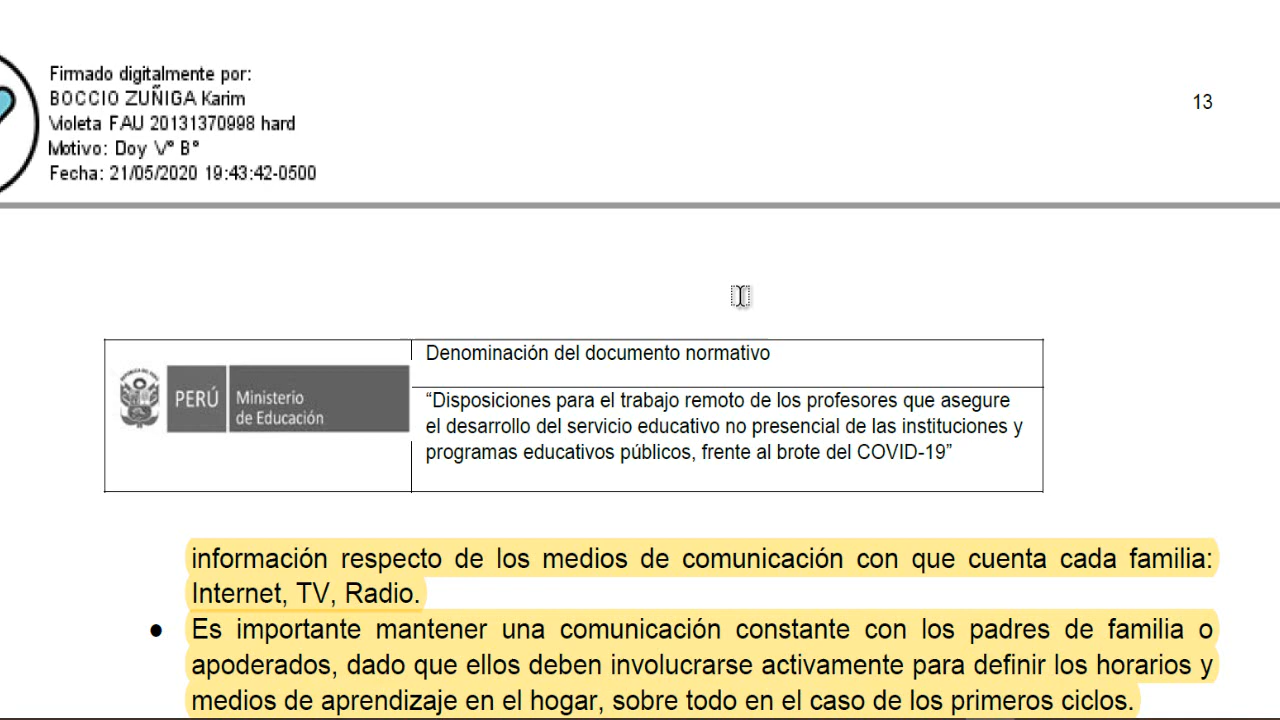 Firmado digitalmente por:
BOCCIO ZUÑIGA Karim
Violeta FAU 20131370998 hard
Motivo: Doy V° B°
Fecha: 21/05/2020 19:43:42-0500
13
PERÚ
Ministerio
de Educación
Denominación del documento normativo
“Disposiciones para el trabajo remoto de los profesores que asegure
el desarrollo del servicio educativo no presencial de las instituciones y
programas educativos públicos, frente al brote del COVID-19”
información respecto de los medios de comunicación con que cuenta cada familia:
Internet, TV, Radio.
● Es importante mantener una comunicación constante con los padres de familia o
apoderados, dado que ellos deben involucrarse activamente para definir los horarios y
medios de aprendizaje en el hogar, sobre todo en el caso de los primeros ciclos.